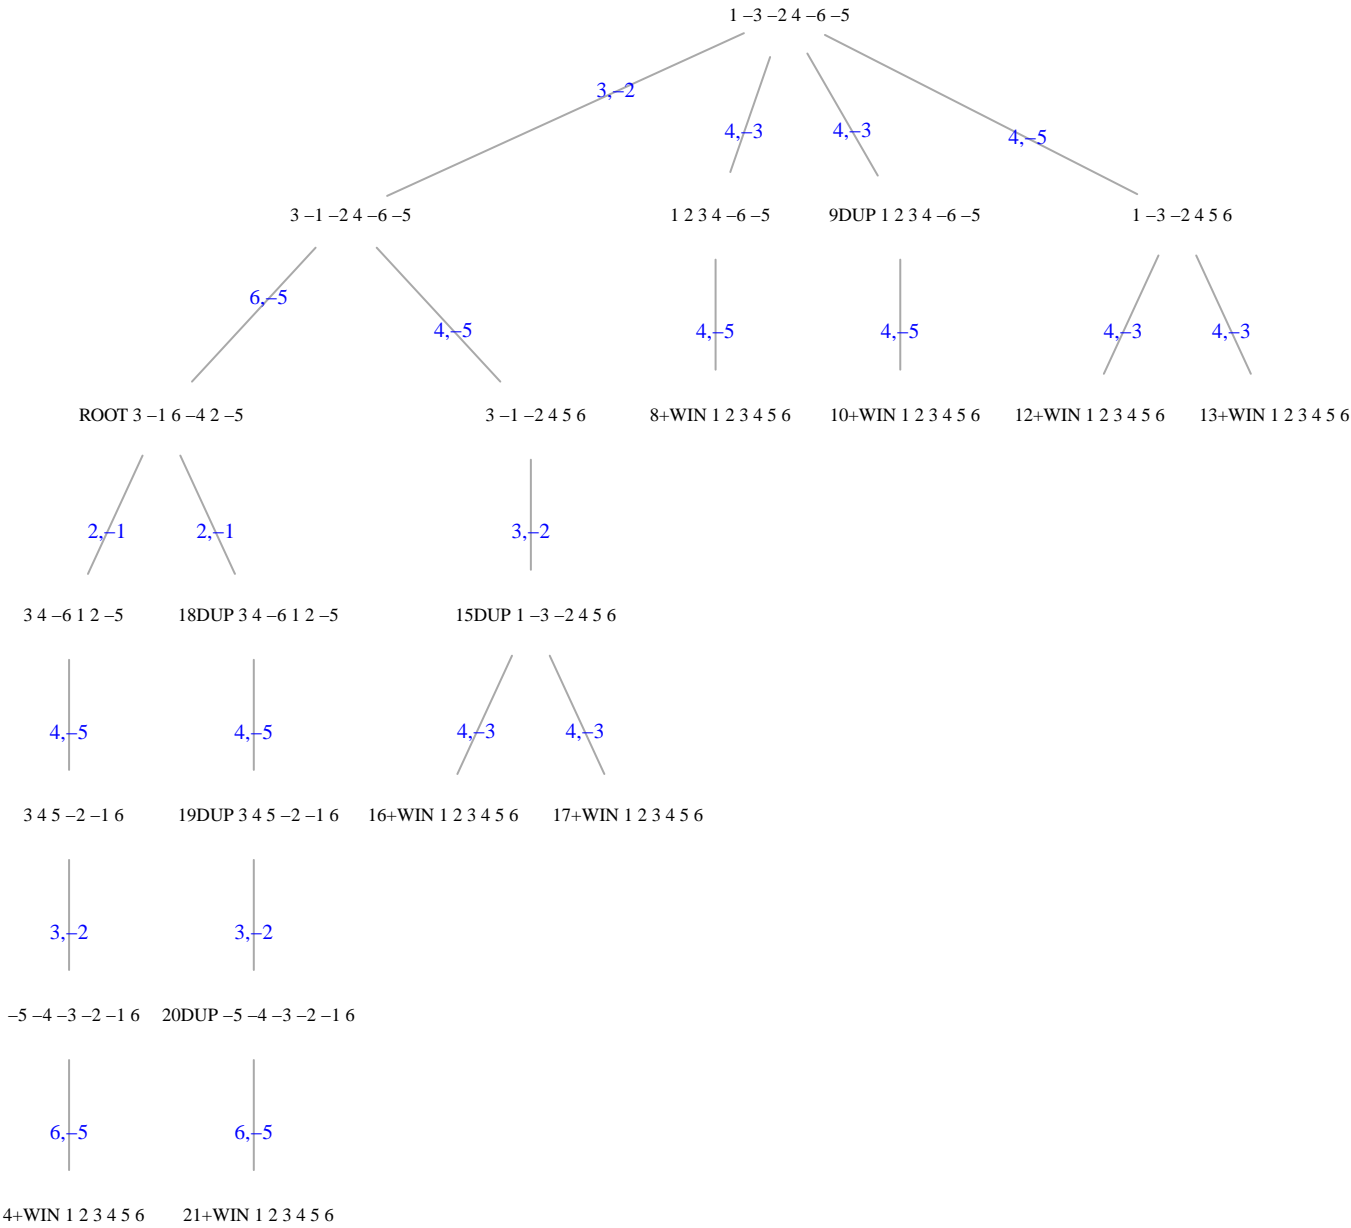 1 –3 –2 4 –6 –5
3,–2
4,–3
4,–3
4,–5
3 –1 –2 4 –6 –5
1 2 3 4 –6 –5
9DUP 1 2 3 4 –6 –5
1 –3 –2 4 5 6
6,–5
4,–5
4,–5
4,–5
4,–3
4,–3
ROOT 3 –1 6 –4 2 –5
3 –1 –2 4 5 6
8+WIN 1 2 3 4 5 6
10+WIN 1 2 3 4 5 6
12+WIN 1 2 3 4 5 6
13+WIN 1 2 3 4 5 6
2,–1
2,–1
3,–2
3 4 –6 1 2 –5
18DUP 3 4 –6 1 2 –5
15DUP 1 –3 –2 4 5 6
4,–5
4,–5
4,–3
4,–3
3 4 5 –2 –1 6
19DUP 3 4 5 –2 –1 6
16+WIN 1 2 3 4 5 6
17+WIN 1 2 3 4 5 6
3,–2
3,–2
–5 –4 –3 –2 –1 6
20DUP –5 –4 –3 –2 –1 6
6,–5
6,–5
4+WIN 1 2 3 4 5 6
21+WIN 1 2 3 4 5 6